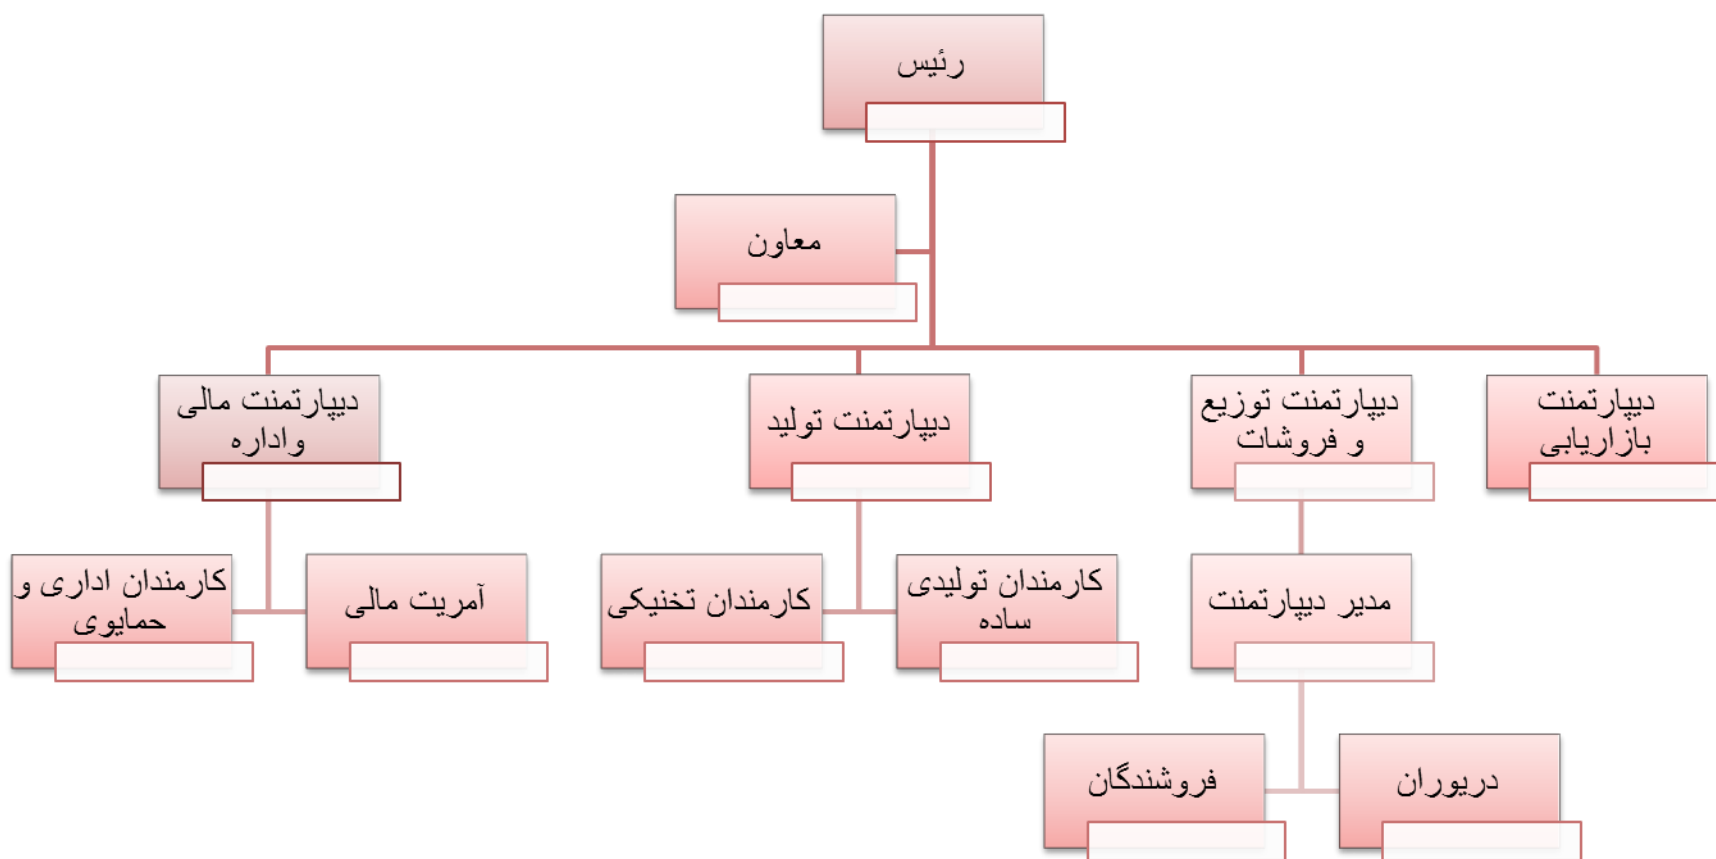 رئیس
معاون
دیپارتمنت بازاریابی
دیپارتمنت توزیع
و فروشات
دیپارتمنت تولید
دیپارتمنت مالی
واداره
مدیر دیپارتمنت
کارمندان تولیدی
ساده
کارمندان تخنیکی
آمریت مالی
کارمندان اداری و
حمایوی
دریوران
فروشندگان